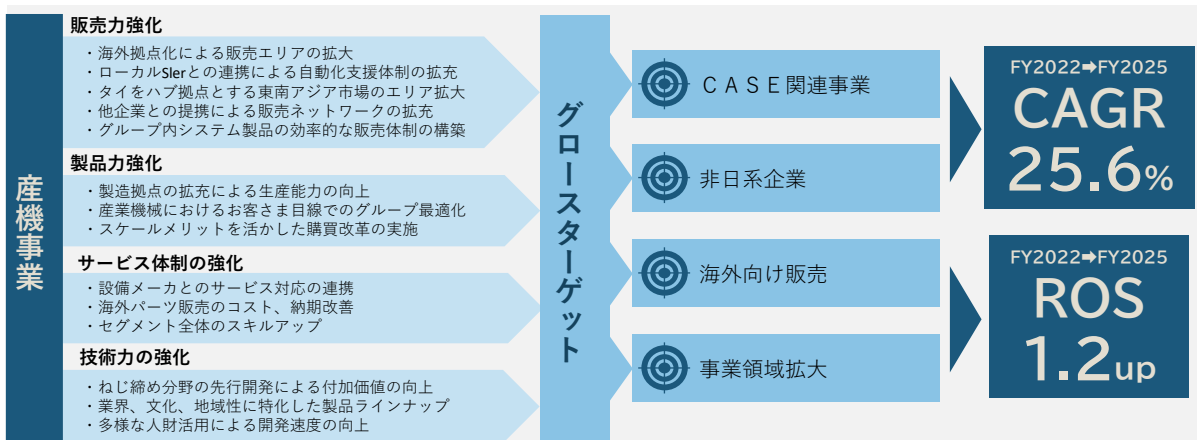 産機事業
販売力強化
・海外拠点化による販売エリアの拡大
・ローカルSIerとの連携による自動化支援体制の拡充
・タイをハブ拠点とする東南アジア市場のエリア拡大
・他企業との提携による販売ネットワークの拡充
・グループ内システム製品の効率的な販売体制の構築
製品力強化
・製造拠点の拡充による生産能力の向上
・産業機械におけるお客さま目線でのグループ最適化
・スケールメリットを活かした購買改革の実施
サービス体制の強化
・設備メーカとのサービス対応の連携
・海外パーツ販売のコスト、納期改善
・セグメント全体のスキルアップ
技術力の強化
・ねじ締め分野の先行開発による付加価値の向上
・業界、文化、地域性に特化した製品ラインナップ
・多様な人財活用による開発速度の向上
グロースターゲット
ＣＡＳＥ関連事業
非日系企業
海外向け販売
事業領域拡大
FY2022➡FY2025
CAGR
25.6%
FY2022➡FY2025
ROS
1.2up